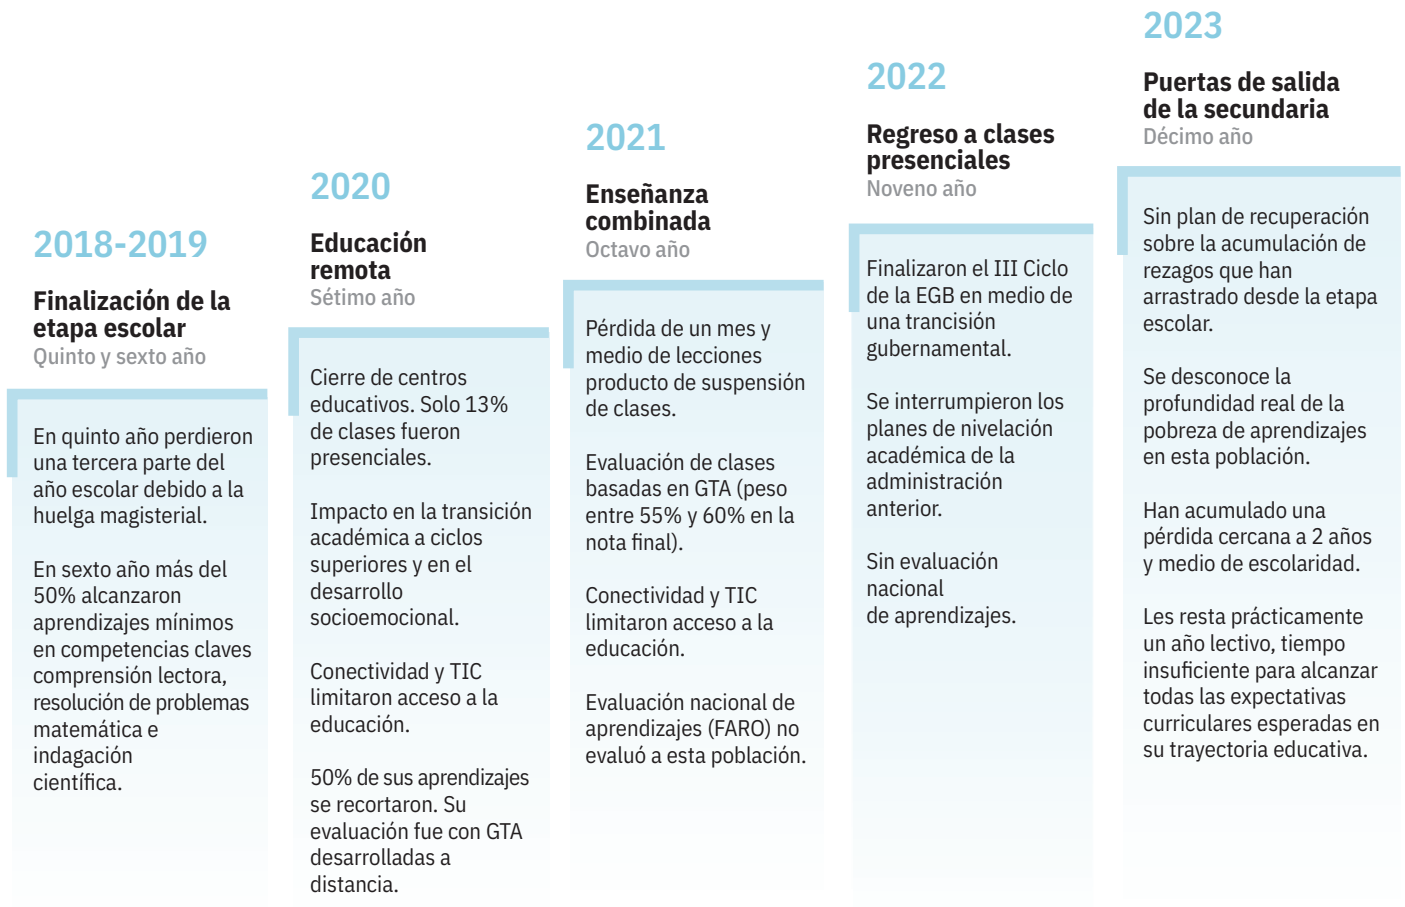 2018-2019
Finalización de la
etapa escolar
Quinto y sexto año
En quinto año perdieron
una tercera parte del
año escolar debido a la
huelga magisterial.
En sexto año más del
50% alcanzaron
aprendizajes mínimos
en competencias claves
comprensión lectora,
resolución de problemas
matemática e
indagación
científica.
2020
Educación
remota
Sétimo año
Cierre de centros
educativos. Solo 13%
de clases fueron
presenciales.
Impacto en la transición
académica a ciclos
superiores y en el
desarrollo
socioemocional.
Conectividad y TIC
limitaron acceso a la
educación.
50% de sus aprendizajes
se recortaron. Su
evaluación fue con GTA
desarrolladas a
distancia.
2021
Enseñanza
combinada
Octavo año
Pérdida de un mes y
medio de lecciones
producto de suspensión
de clases.
Evaluación de clases
basadas en GTA (peso
entre 55% y 60% en la
nota final).
Conectividad y TIC
limitaron acceso a la
educación.
Evaluación nacional de
aprendizajes (FARO) no
evaluó a esta población.
2022
Regreso a clases
presenciales
Noveno año
Finalizaron el III Ciclo
de la EGB en medio de
una trancisión
gubernamental.
Se interrumpieron los
planes de nivelación
académica de la
administración
anterior.
Sin evaluación
nacional
de aprendizajes.
2023
Puertas de salida
de la secundaria
Décimo año
Sin plan de recuperación
sobre la acumulación de
rezagos que han
arrastrado desde la etapa
escolar.
Se desconoce la
profundidad real de la
pobreza de aprendizajes
en esta población.
Han acumulado una
pérdida cercana a 2 años
y medio de escolaridad.
Les resta prácticamente
un año lectivo, tiempo
insuficiente para alcanzar
todas las expectativas
curriculares esperadas en
su trayectoria educativa.